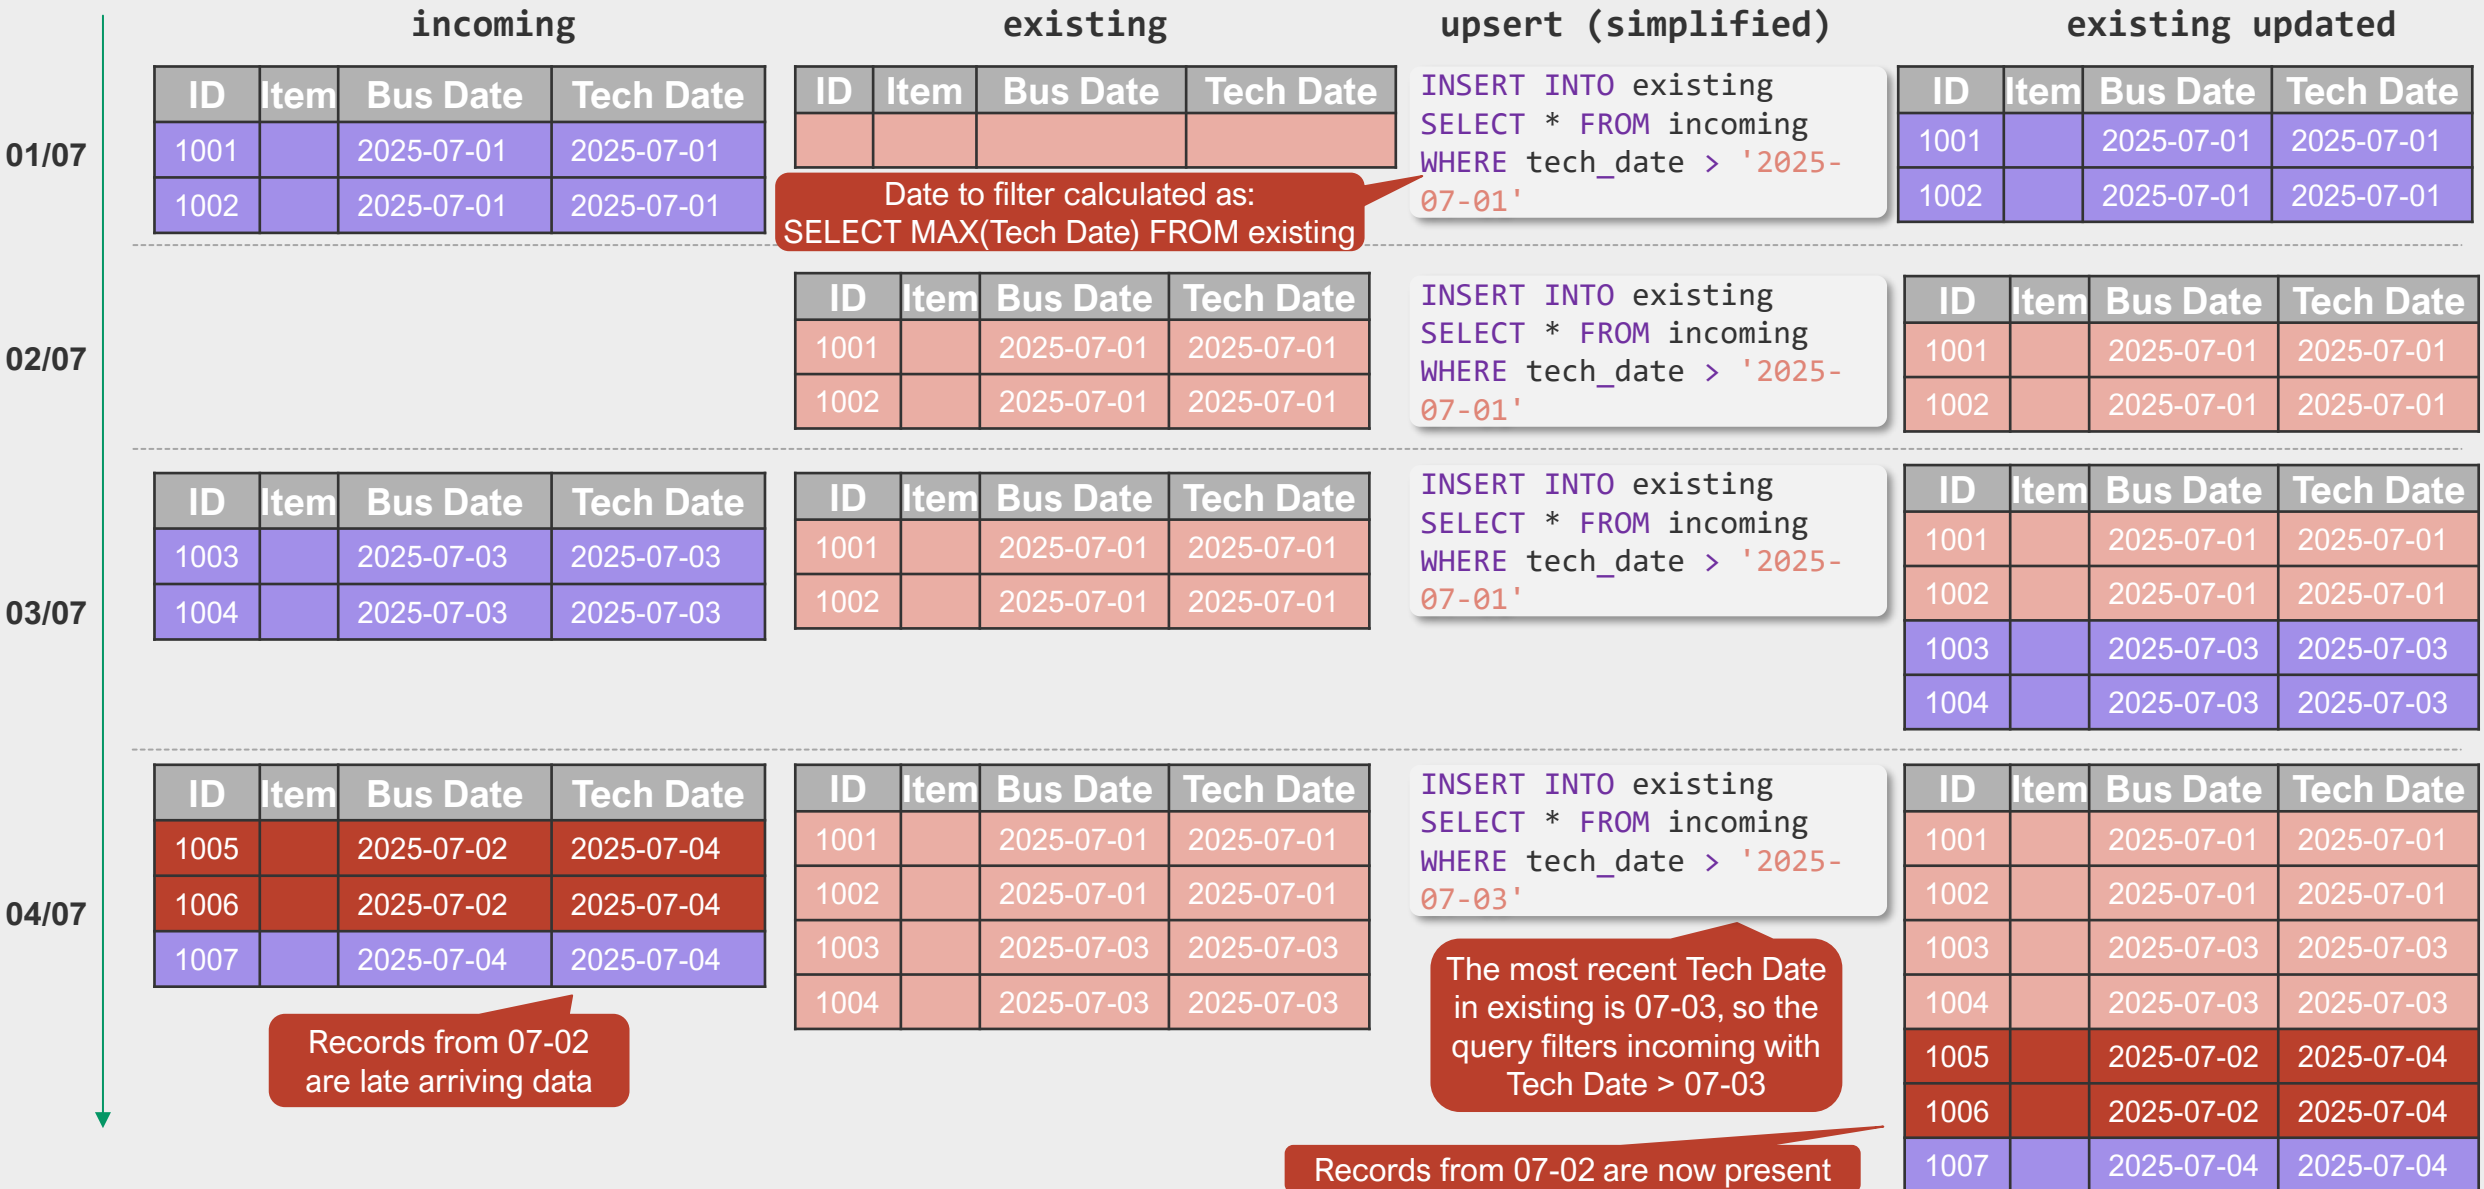 incoming existing upsert (simplified) existing updated
01/07
ID Item Bus Date Tech Date
1001 2025-07-01 2025-07-01
1002 2025-07-01 2025-07-01
ID Item Bus Date Tech Date
Date to filter calculated as:
SELECT MAX(Tech Date) FROM existing
INSERT INTO existing
SELECT * FROM incoming
WHERE tech_date > '2025-
07-01'
ID Item Bus Date Tech Date
1001 2025-07-01 2025-07-01
1002 2025-07-01 2025-07-01
02/07
ID Item Bus Date Tech Date
1001 2025-07-01 2025-07-01
1002 2025-07-01 2025-07-01
INSERT INTO existing
SELECT * FROM incoming
WHERE tech_date > '2025-
07-01'
ID Item Bus Date Tech Date
1001 2025-07-01 2025-07-01
1002 2025-07-01 2025-07-01
03/07
ID Item Bus Date Tech Date
1003 2025-07-03 2025-07-03
1004 2025-07-03 2025-07-03
ID Item Bus Date Tech Date
1001 2025-07-01 2025-07-01
1002 2025-07-01 2025-07-01
INSERT INTO existing
SELECT * FROM incoming
WHERE tech_date > '2025-
07-01'
ID Item Bus Date Tech Date
1001 2025-07-01 2025-07-01
1002 2025-07-01 2025-07-01
1003 2025-07-03 2025-07-03
1004 2025-07-03 2025-07-03
04/07
ID Item Bus Date Tech Date
1005 2025-07-02 2025-07-04
1006 2025-07-02 2025-07-04
1007 2025-07-04 2025-07-04
Records from 07-02
are late arriving data
ID Item Bus Date Tech Date
1001 2025-07-01 2025-07-01
1002 2025-07-01 2025-07-01
1003 2025-07-03 2025-07-03
1004 2025-07-03 2025-07-03
INSERT INTO existing
SELECT * FROM incoming
WHERE tech_date > '2025-
07-03'
The most recent Tech Date
in existing is 07-03, so the
query filters incoming with
Tech Date > 07-03
Records from 07-02 are now present
ID Item Bus Date Tech Date
1001 2025-07-01 2025-07-01
1002 2025-07-01 2025-07-01
1003 2025-07-03 2025-07-03
1004 2025-07-03 2025-07-03
1005 2025-07-02 2025-07-04
1006 2025-07-02 2025-07-04
1007 2025-07-04 2025-07-04